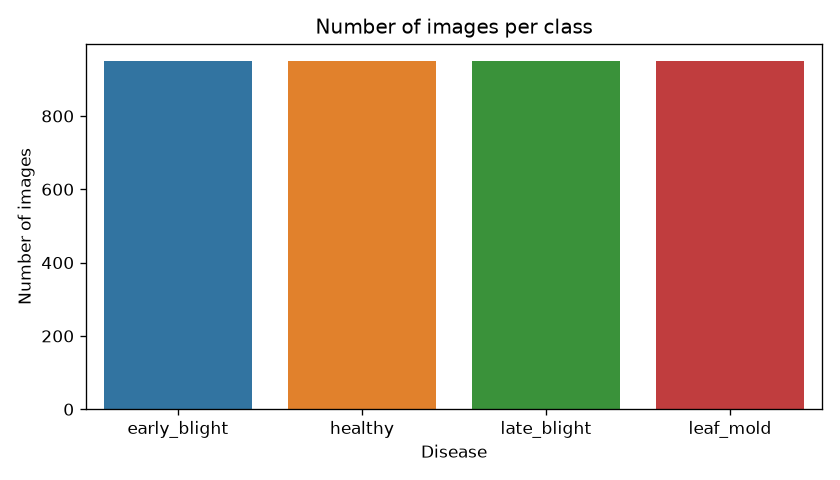 Number of images per class
Number of images
800
600
400
200
0
early_blight healthy late_blight leaf_mold
Disease